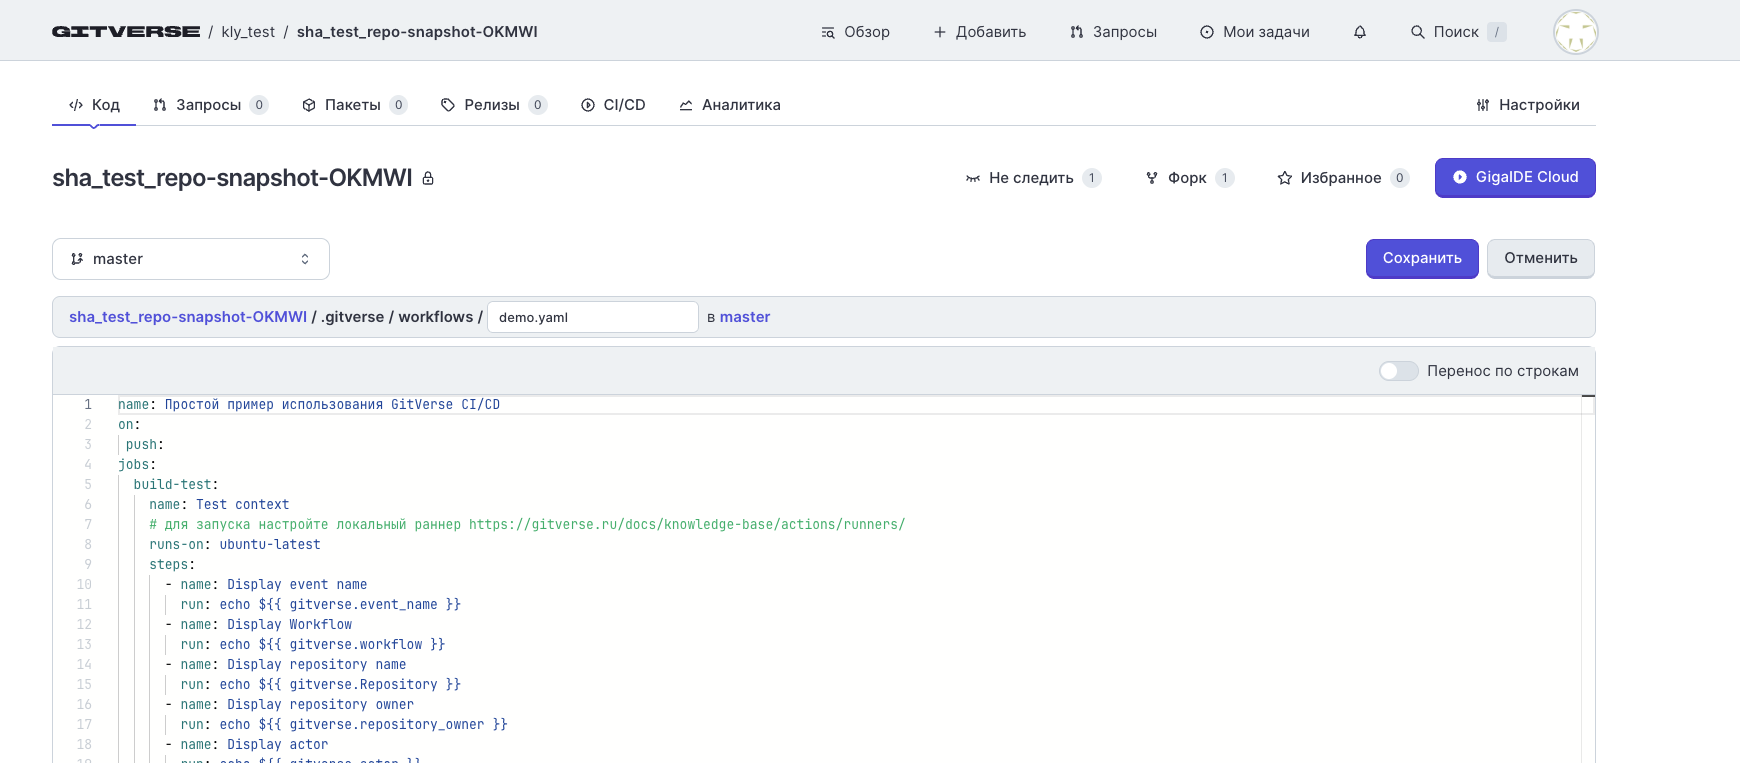 GITVERSE / kly_test / sha_test_repo-snapshot-OKMWI Обзор Добавить Запросы Мои задачи Поиск /
Код Запросы 0 Пакеты 0 Релизы 0 CI/CD Аналитика Настройки
sha_test_repo-snapshot-OKMWI Не следить 1 Форк 1 Избранное 0 GigaIDE Cloud
master Сохранить Отменить
sha_test_repo-snapshot-OKMWI / .gitverse / workflows / demo.yaml в master
Перенос по строкам
1 name: Простой пример использования GitVerse CI/CD
2 on:
3 push:
4 jobs:
5 build-test:
6 name: Test context
7 # для запуска настройте локальный раннер https://gitverse.ru/docs/knowledge-base/actions/runners/
8 runs-on: ubuntu-latest
9 steps:
10 - name: Display event name
11 run: echo ${{ gitverse.event_name }}
12 - name: Display Workflow
13 run: echo ${{ gitverse.workflow }}
14 - name: Display repository name
15 run: echo ${{ gitverse.Repository }}
16 - name: Display repository owner
17 run: echo ${{ gitverse.repository_owner }}
18 - name: Display actor
19 run: echo ${{ gitverse.actor }}